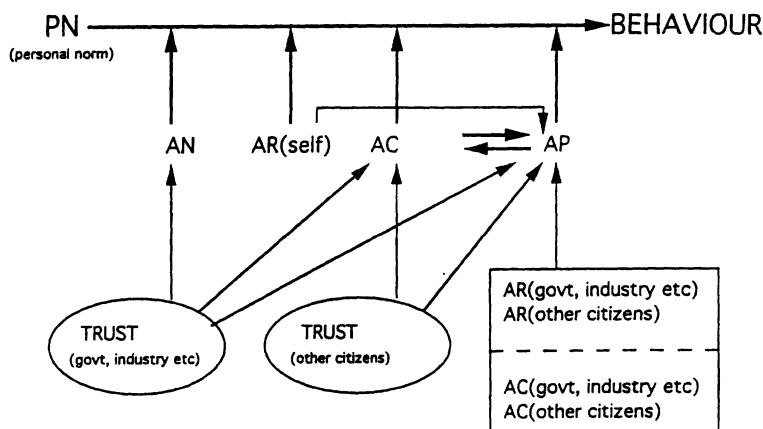 PN BEHAVIOUR
(personal norm)
AN AR(self) AC AP
TRUST
(govt, industry etc)
TRUST
(other citizens)
AR(govt, industry etc)
AR(other citizens)
AC(govt, industry etc)
AC(other citizens)